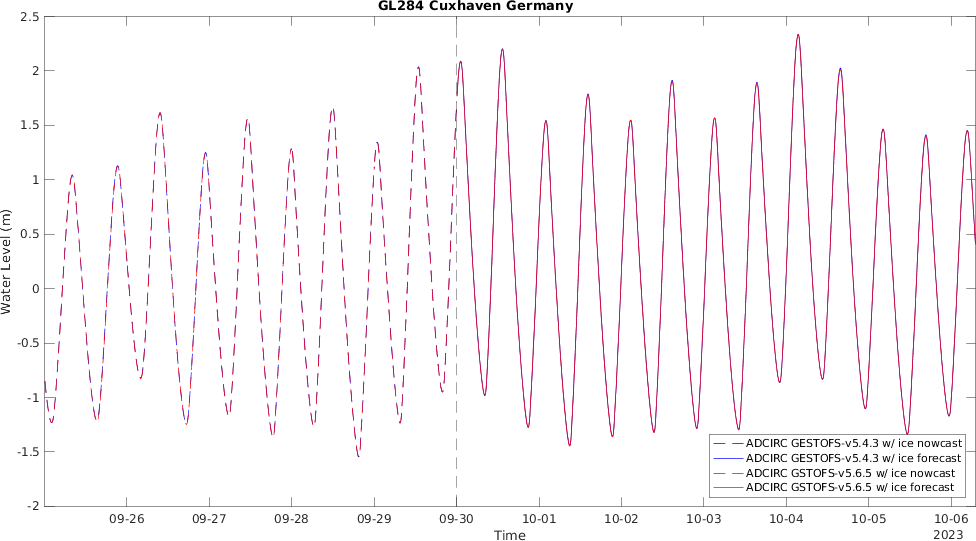 GL284 Cuxhaven Germany
2.5
2
1.5
1
0.5
0
-0.5
-1
-1.5
-2
Water Level (m)
09-26 09-27 09-28 09-29 09-30 10-01 10-02 10-03 10-04 10-05 10-06
Time
2023
ADCIRC GESTOFS-v5.4.3 w/ ice nowcast
ADCIRC GESTOFS-v5.4.3 w/ ice forecast
ADCIRC GSTOFS-v5.6.5 w/ ice nowcast
ADCIRC GSTOFS-v5.6.5 w/ ice forecast